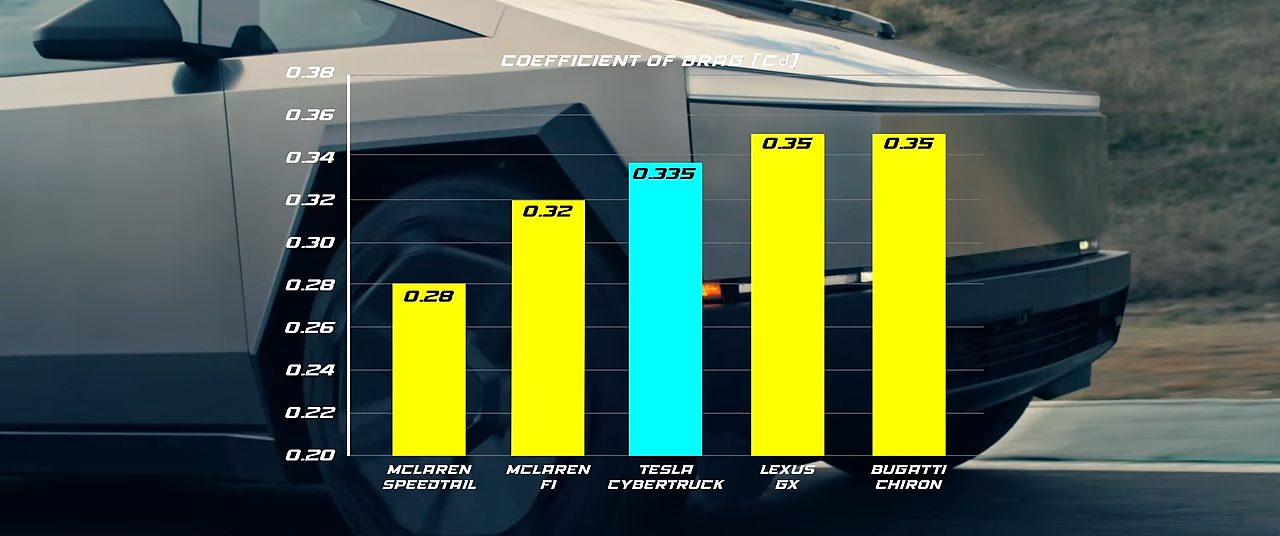 COEFFICIENT OF DRAG [Cd]
0.38
0.36
0.34
0.32
0.30
0.28
0.26
0.24
0.22
0.20
0.28
0.32
0.335
0.35
0.35
MCLAREN
SPEEDTAIL
MCLAREN
F1
TESLA
CYBERTRUCK
LEXUS
GX
BUGATTI
CHIRON